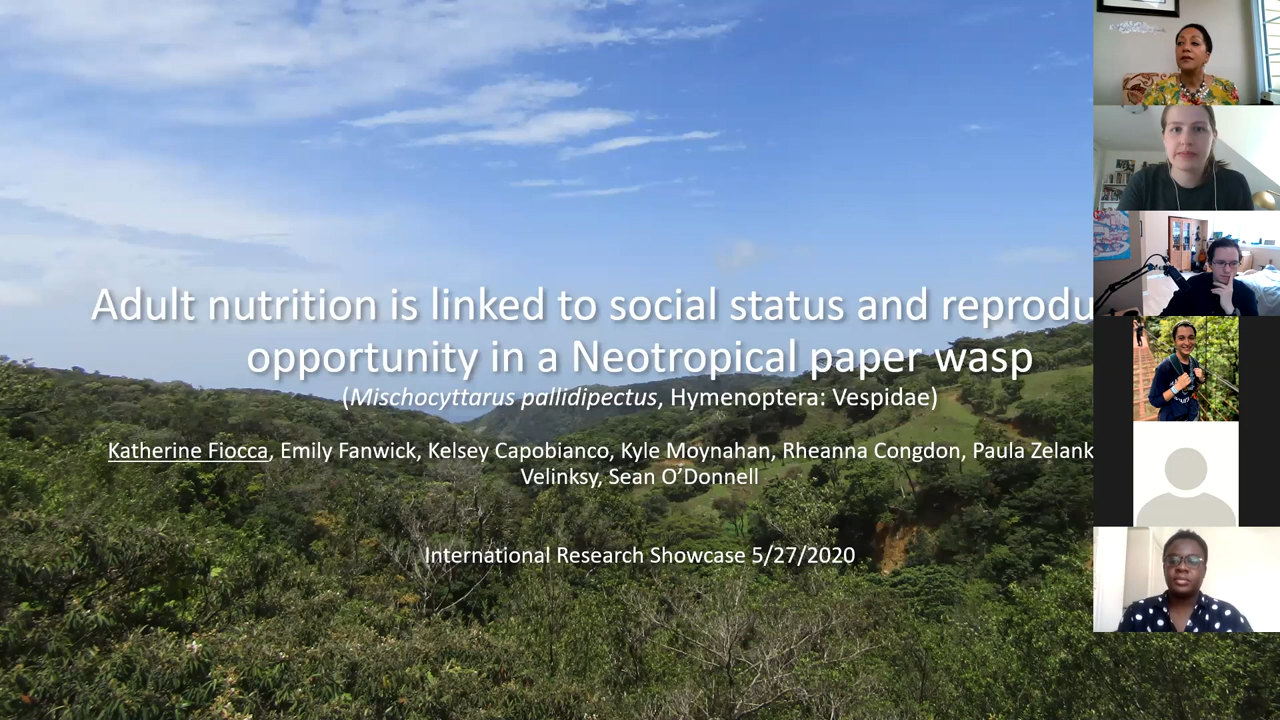 Adult nutrition is linked to social status and reprodu
opportunity in a Neotropical paper wasp
(Mischocyttarus pallidipectus, Hymenoptera: Vespidae)
Katherine Fiocca, Emily Fanwick, Kelsey Capobianco, Kyle Moynahan, Rheanna Congdon, Paula Zelank
Velinksy, Sean O’Donnell
International Research Showcase 5/27/2020